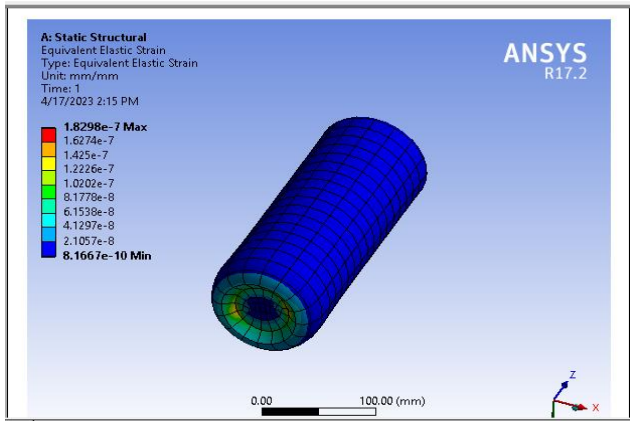 A: Static Structural
Equivalent Elastic Strain
Type: Equivalent Elastic Strain
Unit: mm/mm
Time: 1
4/17/2023 2:15 PM
ANSYS
R17.2
1.8298e-7 Max
1.6274e-7
1.425e-7
1.2226e-7
1.0202e-7
8.1778e-8
6.1538e-8
4.1297e-8
2.1057e-8
8.1667e-10 Min
0.00
100.00 (mm)
Z
X